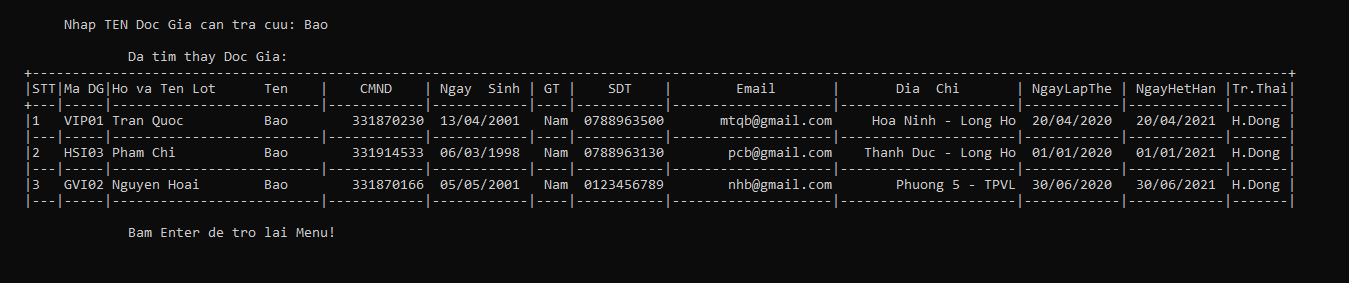 Nhap TEN Doc Gia can tra cuu: Bao
Da tim thay Doc Gia:
|STT|Ma DG|Ho va Ten Lot Ten | CMND | Ngay Sinh | GT | SDT | Email | Dia Chi | NgayLapThe | NgayHetHan |Tr.Thai|
|1 VIP01 Tran Quoc Bao 331870230 13/04/2001 Nam 0788963500 mtqb@gmail.com Hoa Ninh - Long Ho 20/04/2020 20/04/2021 H.Dong |
|2 HSI03 Pham Chi Bao 331914533 06/03/1998 Nam 0788963130 pcb@gmail.com Thanh Duc - Long Ho 01/01/2020 01/01/2021 H.Dong |
|3 GVI02 Nguyen Hoai Bao 331870166 05/05/2001 Nam 0123456789 nhb@gmail.com Phuong 5 - TPVL 30/06/2020 30/06/2021 H.Dong |
Bam Enter de tro lai Menu!